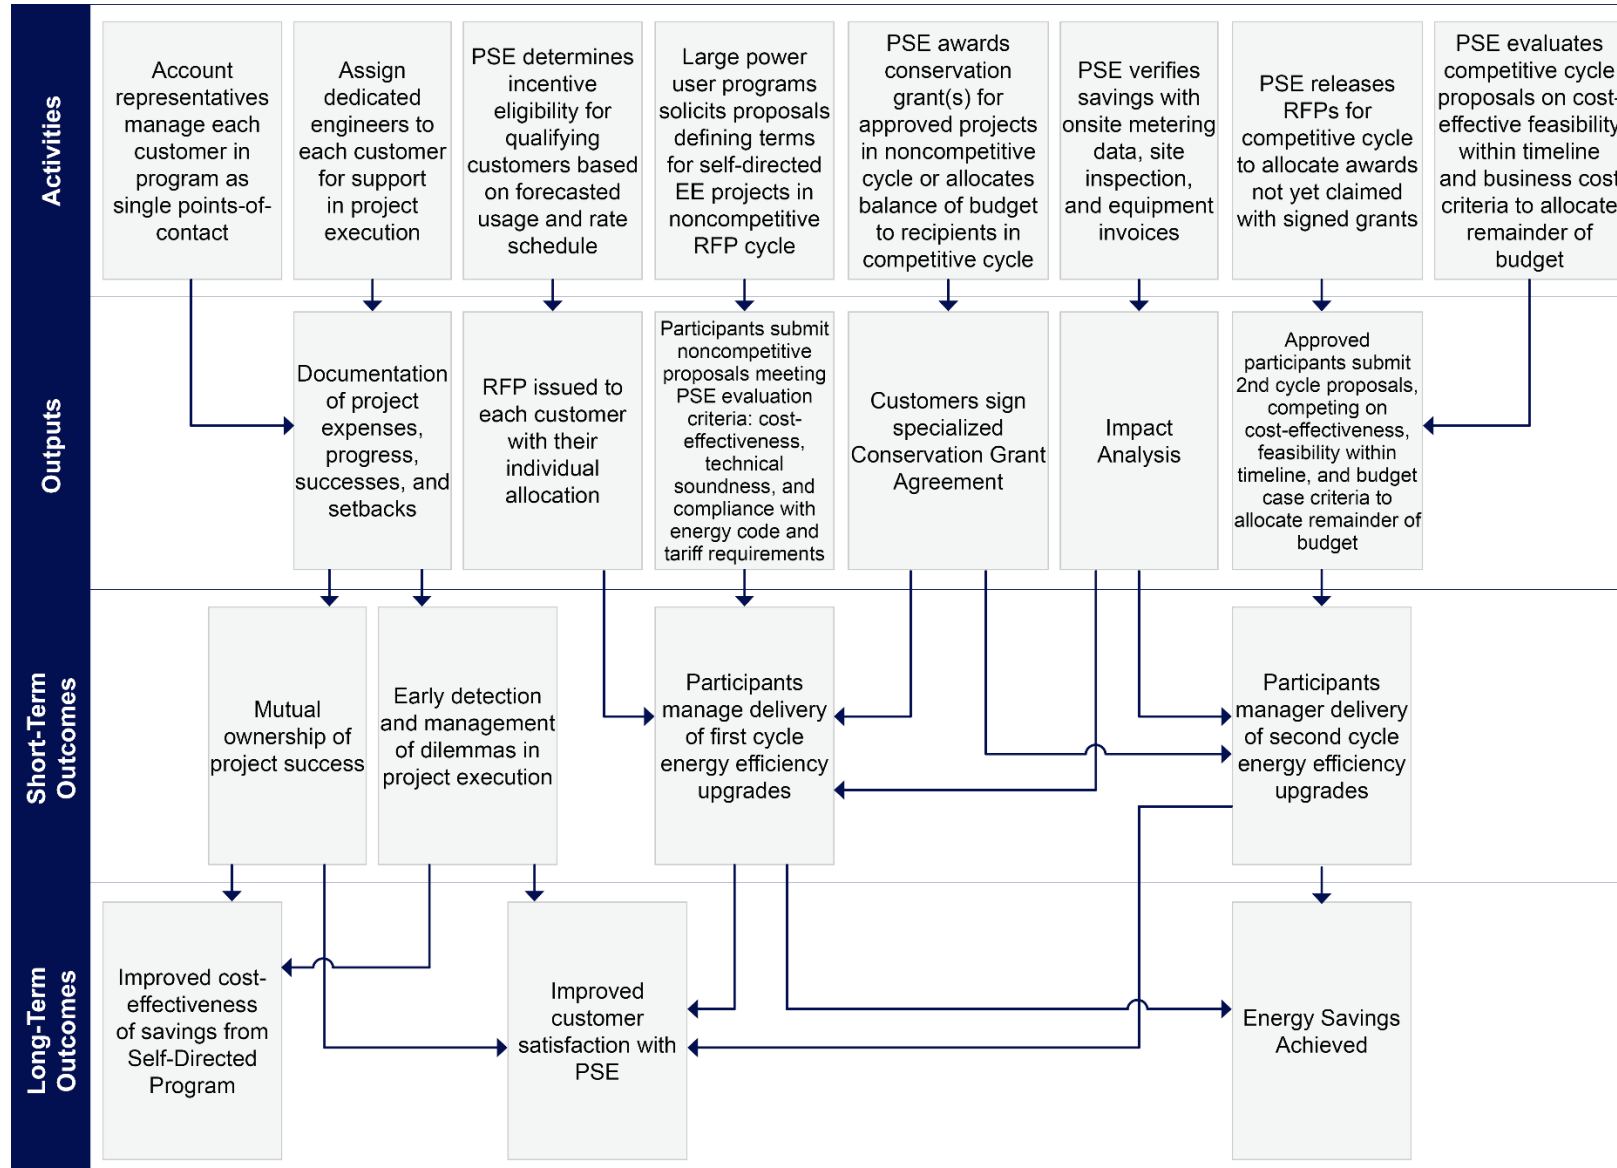 Activities
Account
representatives
manage each
customer in
program as
single points-of-
contact
Assign
dedicated
engineers to
each customer
for support
in project
execution
PSE determines
incentive
eligibility for
qualifying
customers based
on forecasted
usage and rate
schedule
Large power
user programs
solicits proposals
defining terms
for self-directed
EE projects in
noncompetitive
RFP cycle
PSE awards
conservation
grant(s) for
approved projects
in noncompetitive
cycle or allocates
balance of budget
to recipients in
competitive cycle
PSE verifies
savings with
onsite metering
data, site
inspection,
and equipment
invoices
PSE releases
RFPs for
competitive cycle
to allocate awards
not yet claimed
with signed grants
PSE evaluates
competitive cycle
proposals on cost-
effective feasibility
within timeline
and business cost
criteria to allocate
remainder of
budget
Outputs
Documentation
of project
expenses,
progress,
successes, and
setbacks
RFP issued to
each customer
with their
individual
allocation
Participants submit
noncompetitive
proposals meeting
PSE evaluation
criteria: cost-
effectiveness,
technical
soundness, and
compliance with
energy code and
tariff requirements
Customers sign
specialized
Conservation Grant
Agreement
Impact
Analysis
Approved
participants submit
2nd cycle proposals,
competing on
cost-effectiveness,
feasibility within
timeline, and budget
case criteria to
allocate remainder of
budget
Short-Term
Outcomes
Mutual
ownership of
project success
Early detection
and management
of dilemmas in
project execution
Participants
manage delivery
of first cycle
energy efficiency
upgrades
Participants
manager delivery
of second cycle
energy efficiency
upgrades
Long-Term
Outcomes
Improved cost-
effectiveness
of savings from
Self-Directed
Program
Improved
customer
satisfaction with
PSE
Energy Savings
Achieved